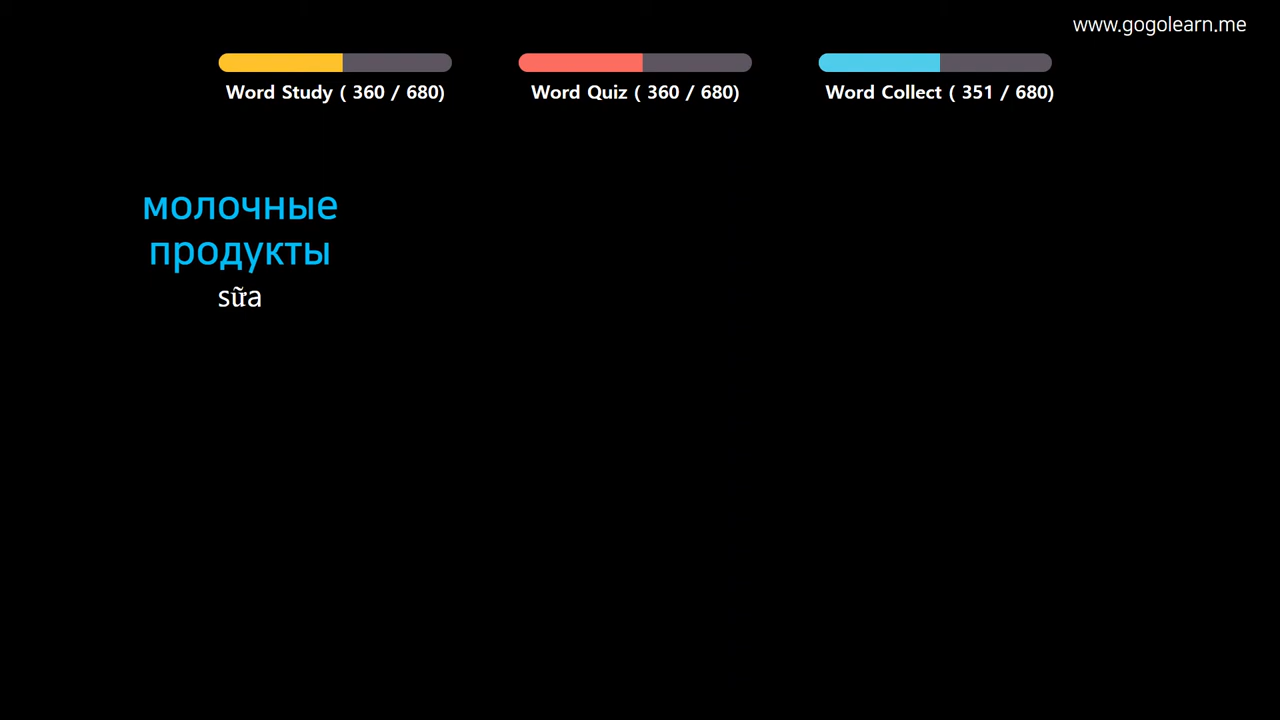 www.gogolearn.me
Word Study ( 360 / 680)
Word Quiz ( 360 / 680)
Word Collect ( 351 / 680)
молочные
продукты
sữa